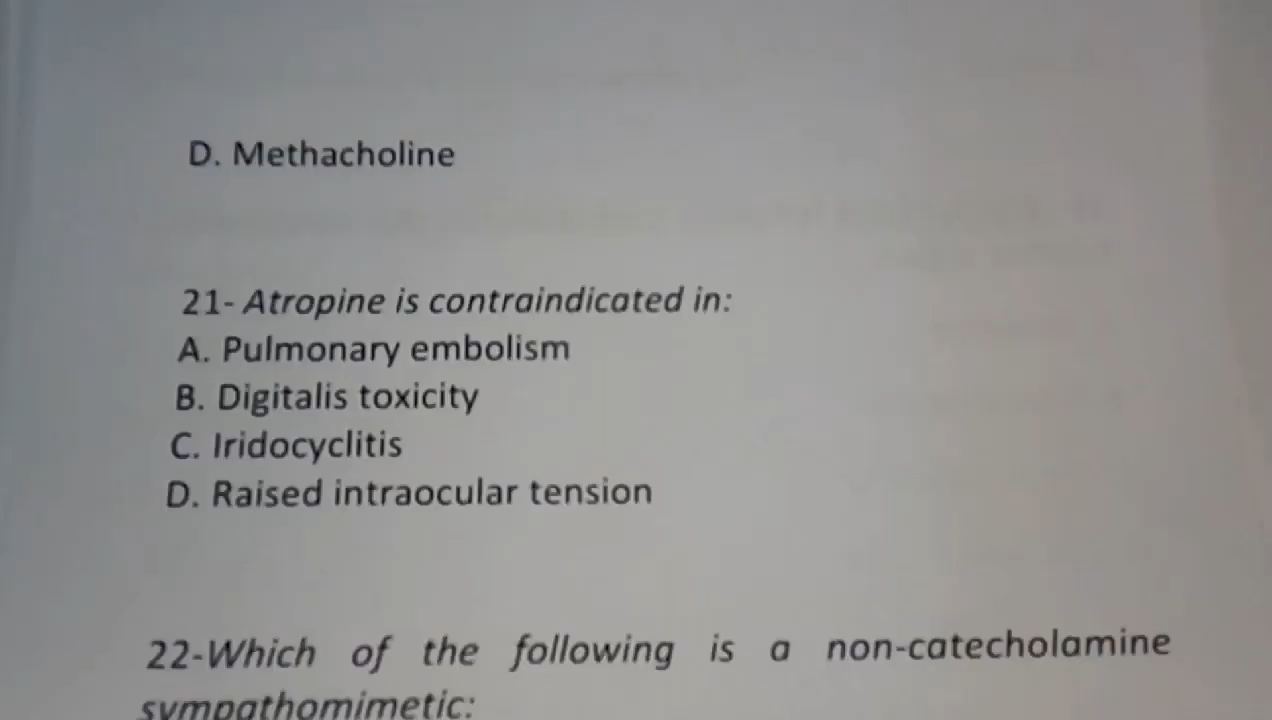 D. Methacholine
21- Atropine is contraindicated in:
A. Pulmonary embolism
B. Digitalis toxicity
C. Iridocyclitis
D. Raised intraocular tension
22-Which of the following is a non-catecholamine
sympathomimetic: